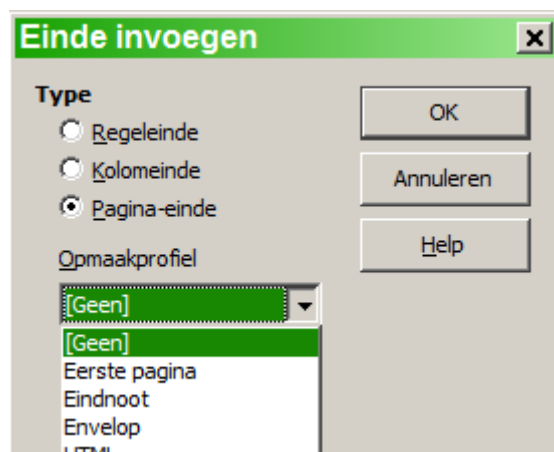 Einde invoegen
Type
Regeleinde
Kolomeinde
Pagina-einde
OK
Annuleren
Help
Opmaakprofiel
[Geen]
[Geen]
Eerste pagina
Eindnoot
Envelop